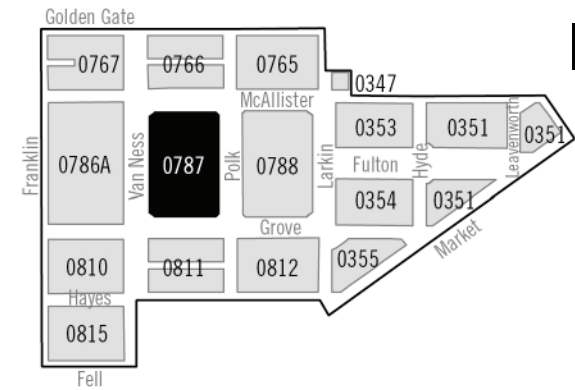 Golden Gate
0767 0766 0765
0347
McAllister
0353 0351 0351
Franklin
0786A
Van Ness
0787
Polk
0788
Larkin
Fulton
Hyde
Leavenworth
0354 0351
Grove
Market
0810 0811 0812 0355
Hayes
0815
Fell